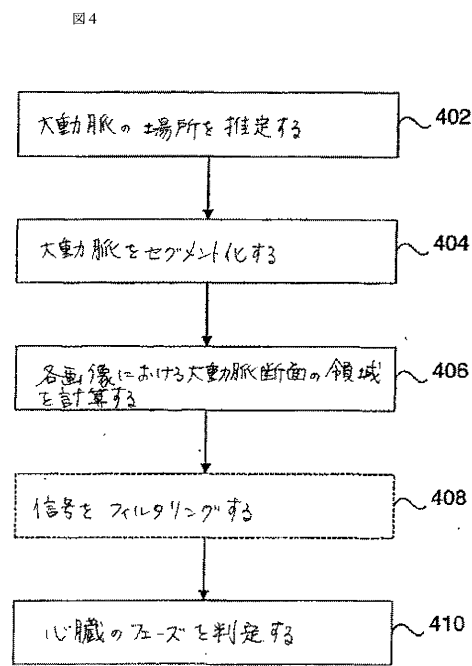 図4
大動脈の場所を推定する
402
大動脈をセグメント化する
404
各画像における大動脈断面の領域
を計算する
406
信号をフィルタリングする
408
心臓のフェーズを判定する
410